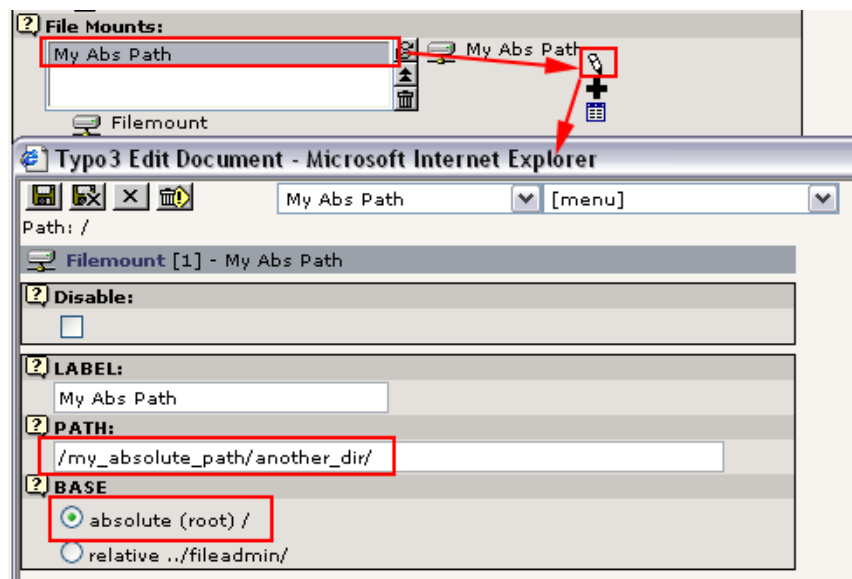 File Mounts:
My Abs Path My Abs Path
Filemount
Typo3 Edit Document - Microsoft Internet Explorer
My Abs Path [menu]
Path: /
Filemount [1] - My Abs Path
Disable:
LABEL:
My Abs Path
PATH:
/my_absolute_path/another_dir/
BASE
absolute (root) /
relative ../fileadmin/